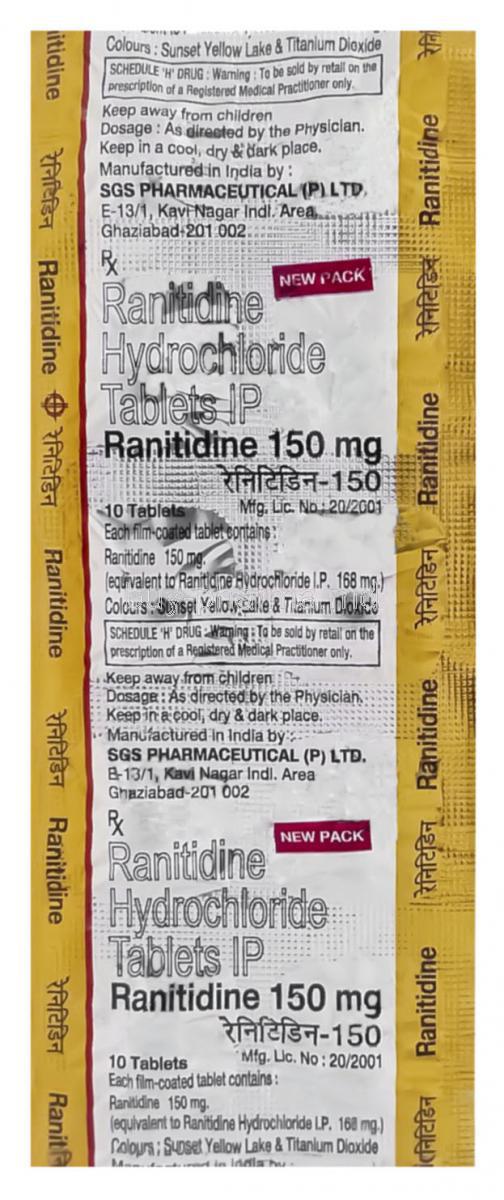 Colours : Sunset Yellow Lake & Titanium Dioxide
SCHEDULE 'H' DRUG : Warning : To be sold by retail on the
prescription of a Registered Medical Practitioner only.
Keep away from children
Dosage : As directed by the Physician.
Keep in a cool, dry & dark place.
Manufactured in India by :
SGS PHARMACEUTICAL (P) LTD.
E-13/1, Kavi Nagar Indl. Area,
Ghaziabad-201 002
Rx
NEW PACK
Ranitidine
Hydrochloride
Tablets IP
Ranitidine 150 mg
रेनिटिडिन-150
10 Tablets
Mfg. Lic. No : 20/2001
Each film-coated tablet contains :
Ranitidine 150 mg.
(equivalent to Ranitidine Hydrochloride I.P. 168 mg.)
Colours : Sunset Yellow Lake & Titanium Dioxide
SCHEDULE 'H' DRUG : Warning : To be sold by retail on the
prescription of a Registered Medical Practitioner only.
Keep away from children
Dosage : As directed by the Physician.
Keep in a cool, dry & dark place.
Manufactured in India by :
SGS PHARMACEUTICAL (P) LTD.
E-13/1, Kavi Nagar Indl. Area
Ghaziabad-201 002
Rx
NEW PACK
Ranitidine
Hydrochloride
Tablets IP
Ranitidine 150 mg
रेनिटिडिन-150
10 Tablets
Mfg. Lic. No : 20/2001
Each film-coated tablet contains :
Ranitidine 150 mg.
(equivalent to Ranitidine Hydrochloride I.P. 168 mg.)
Colours : Sunset Yellow Lake & Titanium Dioxide
Manufactured in India by :
रेनिटिडिन Ranitidine रेनिटिडिन Ranitidine रेनिटिडिन Ranitidine रेनिटिडिन
Ranitidine रेनिटिडिन Ranitidine रेनिटिडिन Ranitidine रेनिटिडिन Ranitidine रेनिटिडिन